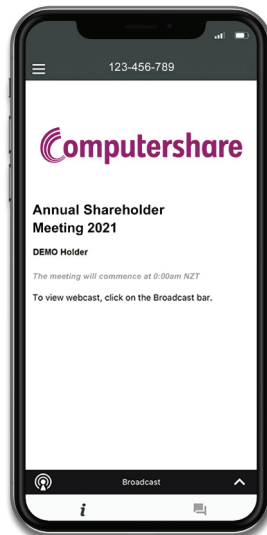 123-456-789
Computershare
Annual Shareholder
Meeting 2021
DEMO Holder
The meeting will commence at 0:00am NZT
To view webcast, click on the Broadcast bar.
Broadcast
i